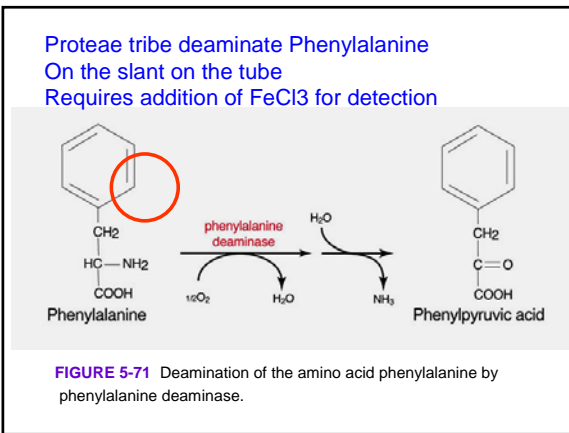 Proteae tribe deaminate Phenylalanine
On the slant on the tube
Requires addition of FeCl3 for detection
CH2
HC—NH2
COOH
Phenylalanine
phenylalanine
deaminase
1/2O2
H2O
H2O
NH3
CH2
C=O
COOH
Phenylpyruvic acid
FIGURE 5-71 Deamination of the amino acid phenylalanine by
phenylalanine deaminase.